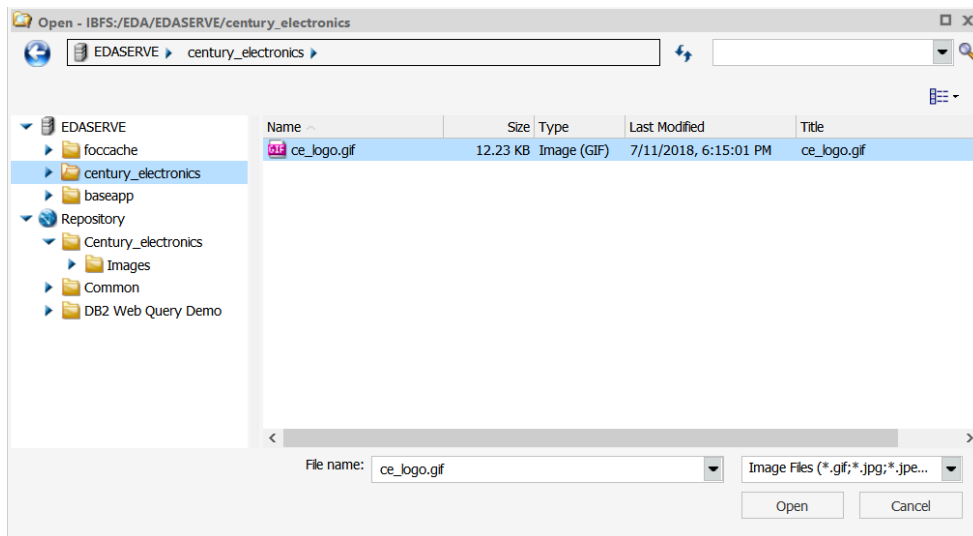 Open - IBFS:/EDA/EDASERVE/century_electronics
EDASERVE century_electronics
EDASERVE
foccache
century_electronics
baseapp
Repository
Century_electronics
Images
Common
DB2 Web Query Demo
Name Size Type Last Modified Title
ce_logo.gif 12.23 KB Image (GIF) 7/11/2018, 6:15:01 PM ce_logo.gif
File name: ce_logo.gif Image Files (*.gif;*.jpg;*.jpe...
Open Cancel